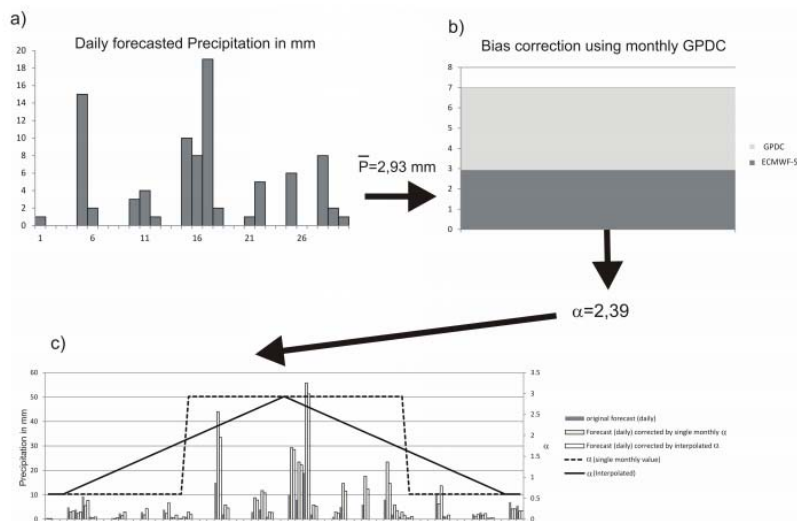 a)
Daily forecasted Precipitation in mm
20
18
16
14
12
10
8
6
4
2
0
1 6 11 16 21 26
P=2,93 mm
b)
Bias correction using monthly GPDC
8
7
6
5
4
3
2
1
0
GPDC
ECMWF-S
α=2,39
c)
Precipitation in mm
60
50
40
30
20
10
0
3.5
3
2.5
2
1.5
1
0.5
0
α
original forecast (daily)
Forecast (daily) corrected by single monthly α
Forecast (daily) corrected by interpolated α
α (single monthly value)
α (Interpolated)